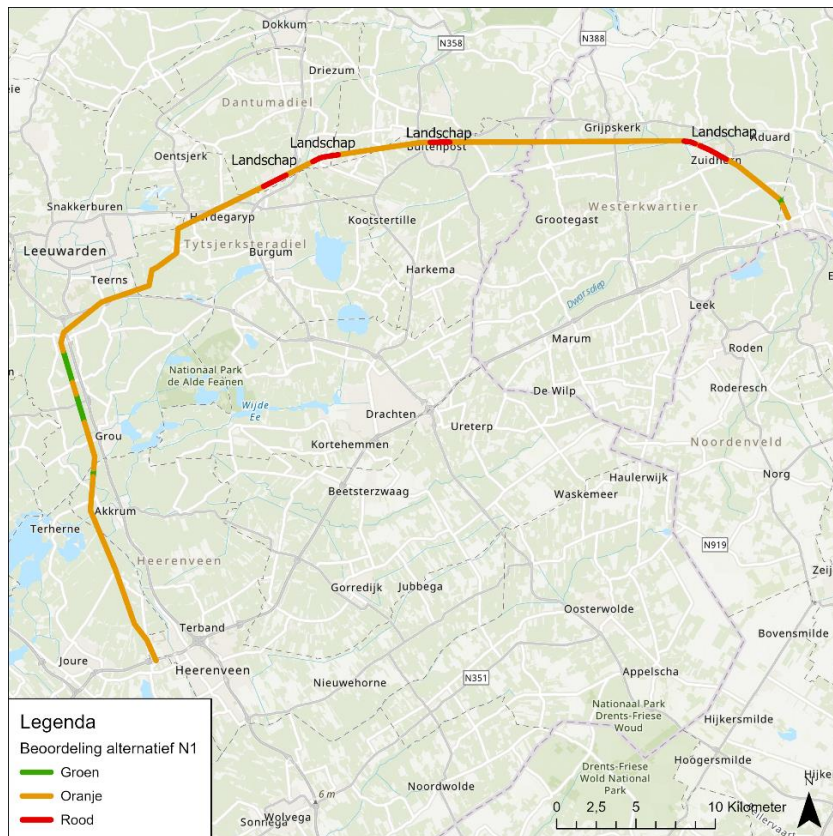 Dokkum
N358
N388
Driezum
Dantumadiel
Landschap
Grijpskerk
Landschap
Aduard
Landschap
Buitenpost
Oentsjerk
Landschap
Zuidhorn
Snakkerburen
Hurdegaryp
Kootstertille
Grootegast
Westerkwartier
Leeuwarden
Tytsjerksteradiel
Burgum
Teerns
Harkema
Dwarsdiep
Leek
Marum
Roden
Nationaal Park
de Alde Feanen
De Wilp
Roderesch
Wijde
Ee
Drachten
Ureterp
Grou
Kortehemmen
Noordenveld
Haulerwijk
Norg
Beetsterzwaag
Waskemeer
Akkrum
Terherne
N919
Heerenveen
Zeij
Gorredijk
Jubbega
Oosterwolde
Terband
Bovensmilde
Joure
Heerenveen
Appelscha
N351
Nieuwehorne
Nationaal Park
Drents-Friese
Woud
Hijkersmilde
Legenda
Hoogersmilde
Beoordeling alternatief N1
Drents-Friese
Wold National
Park
Hijke
Groen
Noordwolde
N
Oranje
6 m
0 2,5 5 10 Kilometer
Rood
Sonnega
Wolvega